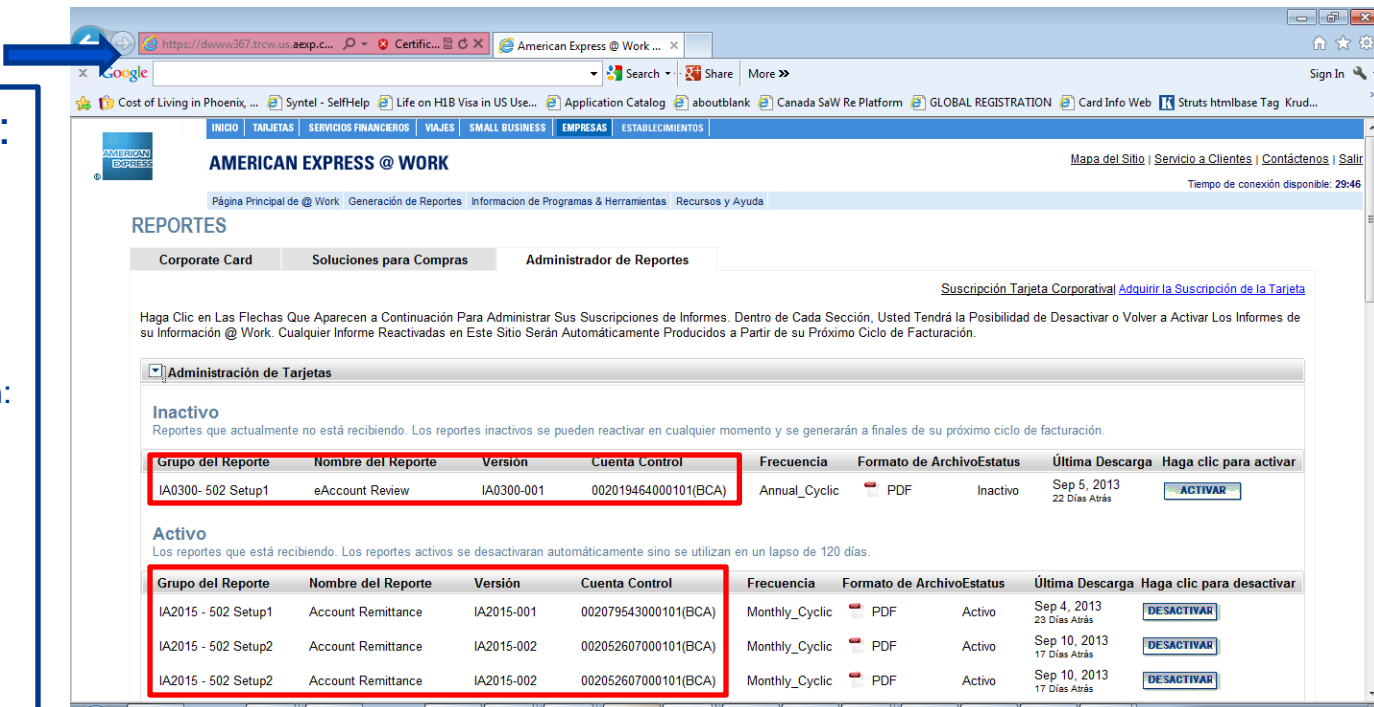 https://dwww367.trcw.us.aexp.c... Certific... American Express @ Work ...
x Google Search Share More >> Sign In
Cost of Living in Phoenix, ... Syntel - SelfHelp Life on H1B Visa in US Use... Application Catalog aboutblank Canada SaW Re Platform GLOBAL REGISTRATION Card Info Web Struts htmlbase Tag Krud...
:
INICIO TARJETAS SERVICIOS FINANCIEROS VIAJES SMALL BUSINESS EMPRESAS ESTABLECIMIENTOS
AMERICAN EXPRESS
®
AMERICAN EXPRESS @ WORK
Mapa del Sitio | Servicio a Clientes | Contáctenos | Salir
Tiempo de conexión disponible: 29:46
Página Principal de @ Work Generación de Reportes Informacion de Programas & Herramientas Recursos y Ayuda
REPORTES
Corporate Card Soluciones para Compras Administrador de Reportes
Suscripción Tarjeta Corporativa| Adquirir la Suscripción de la Tarjeta
Haga Clic en Las Flechas Que Aparecen a Continuación Para Administrar Sus Suscripciones de Informes. Dentro de Cada Sección, Usted Tendrá la Posibilidad de Desactivar o Volver a Activar Los Informes de
su Información @ Work. Cualquier Informe Reactivadas en Este Sitio Serán Automáticamente Producidos a Partir de su Próximo Ciclo de Facturación.
Administración de Tarjetas
:
Inactivo
Reportes que actualmente no está recibiendo. Los reportes inactivos se pueden reactivar en cualquier momento y se generarán a finales de su próximo ciclo de facturación.
Grupo del Reporte Nombre del Reporte Versión Cuenta Control Frecuencia Formato de Archivo Estatus Última Descarga Haga clic para activar
IA0300- 502 Setup1 eAccount Review IA0300-001 002019464000101(BCA) Annual_Cyclic PDF Inactivo Sep 5, 2013 ACTIVAR
22 Días Atrás
Activo
Los reportes que está recibiendo. Los reportes activos se desactivaran automáticamente sino se utilizan en un lapso de 120 días.
Grupo del Reporte Nombre del Reporte Versión Cuenta Control Frecuencia Formato de Archivo Estatus Última Descarga Haga clic para desactivar
IA2015 - 502 Setup1 Account Remittance IA2015-001 002079543000101(BCA) Monthly_Cyclic PDF Activo Sep 4, 2013 DESACTIVAR
23 Días Atrás
IA2015 - 502 Setup2 Account Remittance IA2015-002 002052607000101(BCA) Monthly_Cyclic PDF Activo Sep 10, 2013 DESACTIVAR
17 Días Atrás
IA2015 - 502 Setup2 Account Remittance IA2015-002 002052607000101(BCA) Monthly_Cyclic PDF Activo Sep 10, 2013 DESACTIVAR
17 Días Atrás